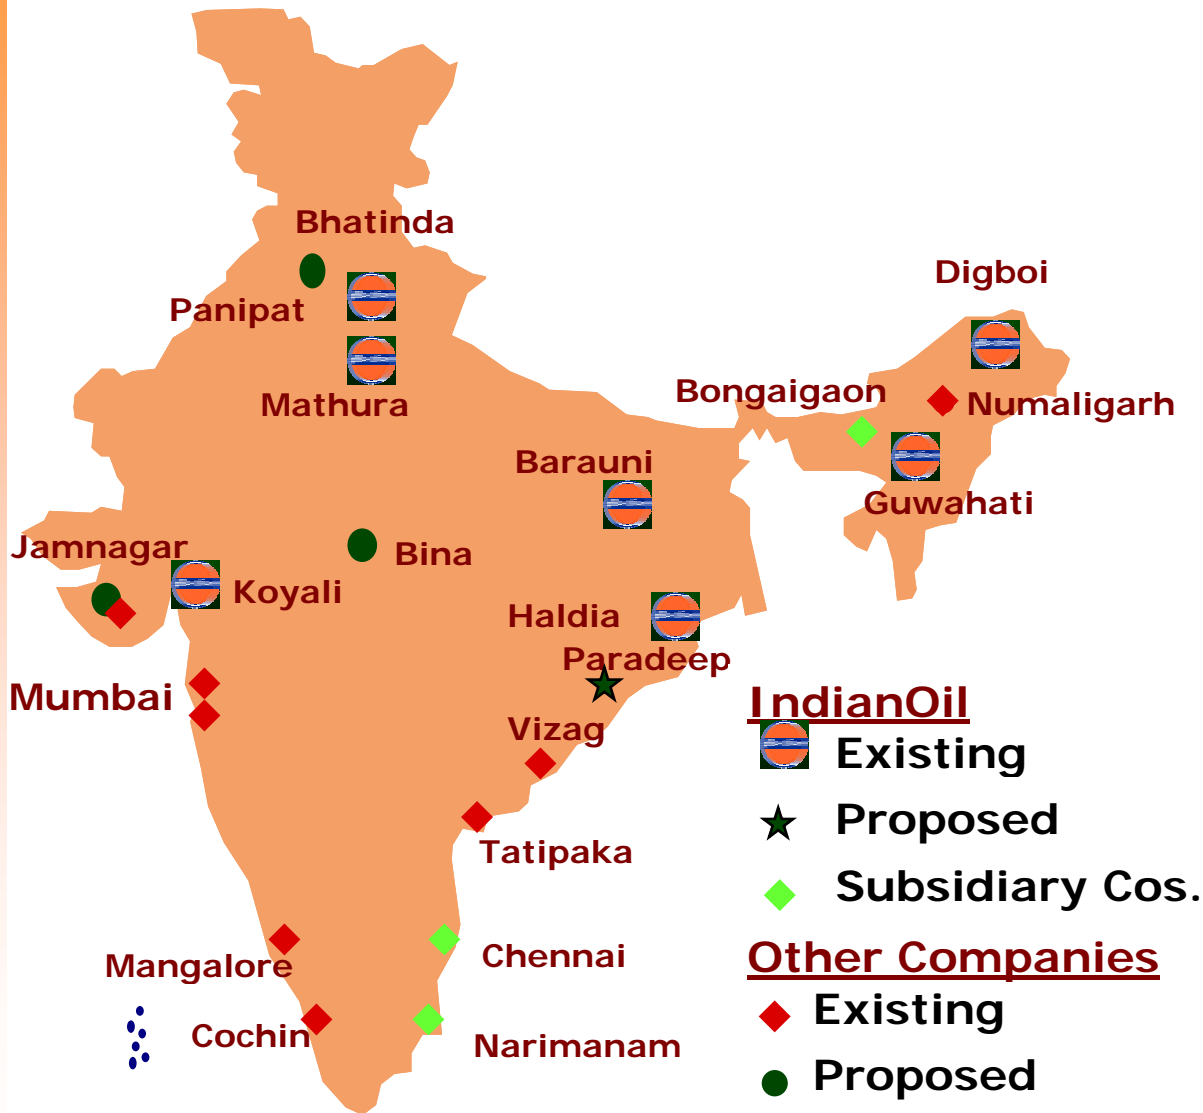 Bhatinda
Digboi
Panipat
Bongaigaon
Numaligarh
Mathura
Barauni
Guwahati
Jamnagar
Bina
Koyali
Haldia
Paradeep
Mumbai
Vizag
Tatipaka
Mangalore
Chennai
Cochin
Narimanam
IndianOil
Existing
Proposed
Subsidiary Cos.
Other Companies
Existing
Proposed